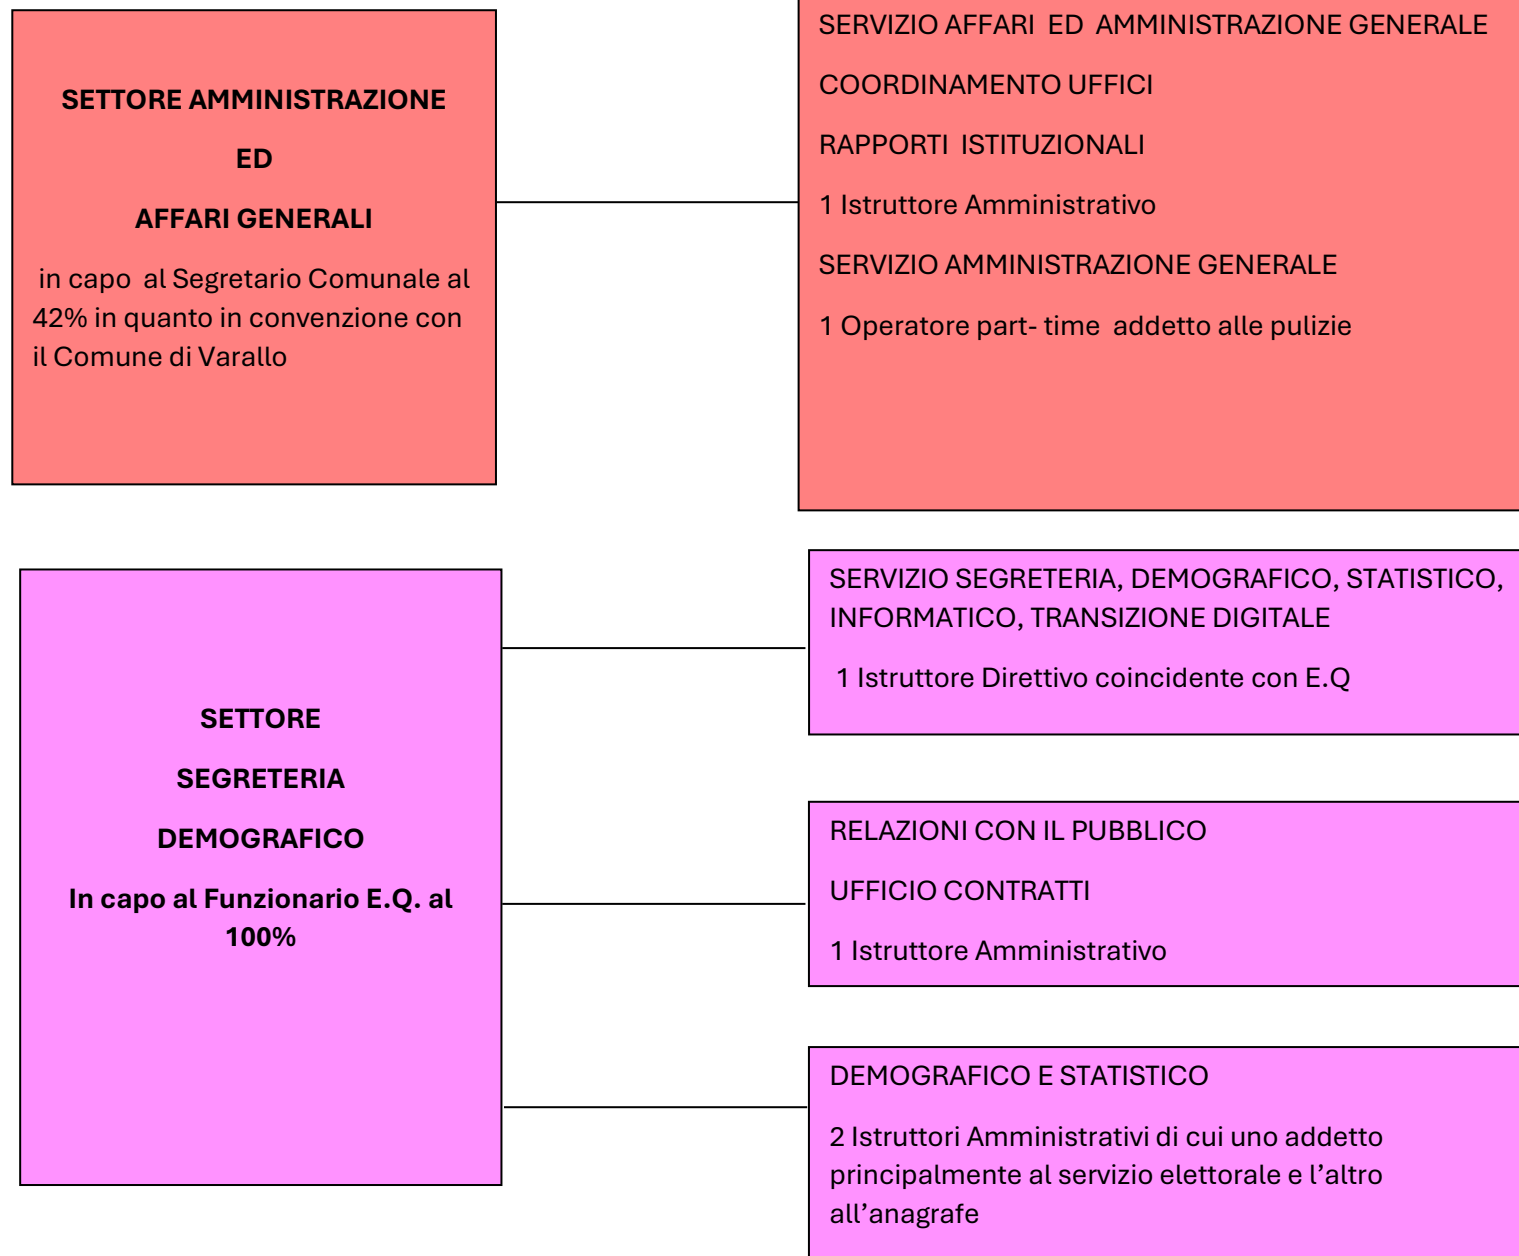 SETTORE AMMINISTRAZIONE
ED
AFFARI GENERALI
in capo al Segretario Comunale al
42% in quanto in convenzione con
il Comune di Varallo
SERVIZIO AFFARI ED AMMINISTRAZIONE GENERALE
COORDINAMENTO UFFICI
RAPPORTI ISTITUZIONALI
1 Istruttore Amministrativo
SERVIZIO AMMINISTRAZIONE GENERALE
1 Operatore part- time addetto alle pulizie
SETTORE
SEGRETERIA
DEMOGRAFICO
In capo al Funzionario E.Q. al
100%
SERVIZIO SEGRETERIA, DEMOGRAFICO, STATISTICO,
INFORMATICO, TRANSIZIONE DIGITALE
1 Istruttore Direttivo coincidente con E.Q
RELAZIONI CON IL PUBBLICO
UFFICIO CONTRATTI
1 Istruttore Amministrativo
DEMOGRAFICO E STATISTICO
2 Istruttori Amministrativi di cui uno addetto
principalmente al servizio elettorale e l’altro
all’anagrafe